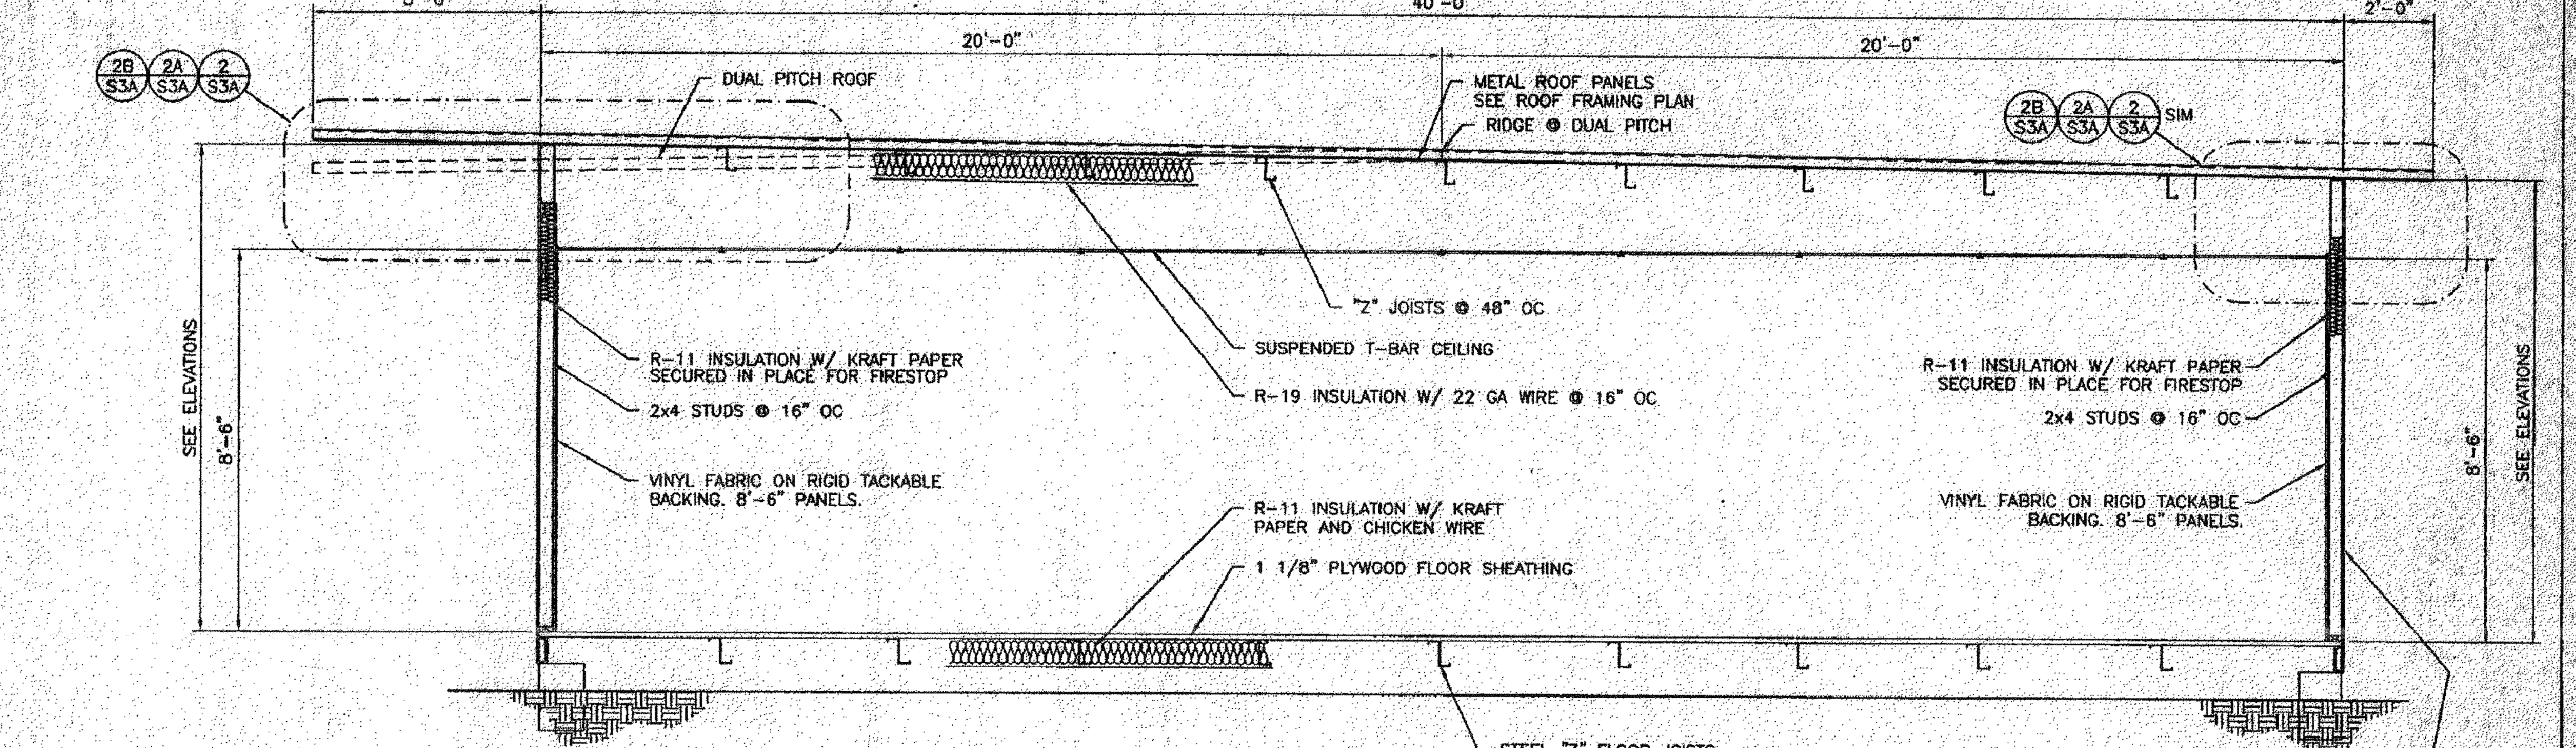 40'-0"
2'-0"
20'-0"
20'-0"
2B 2A 2
S3A S3A S3A
DUAL PITCH ROOF
METAL ROOF PANELS
SEE ROOF FRAMING PLAN
RIDGE @ DUAL PITCH
2B 2A 2 SIM
S3A S3A S3A
"Z" JOISTS @ 48" OC
SUSPENDED T-BAR CEILING
R-19 INSULATION W/ 22 GA WIRE @ 16" OC
SEE ELEVATIONS
8'-6"
R-11 INSULATION W/ KRAFT PAPER
SECURED IN PLACE FOR FIRESTOP
2x4 STUDS @ 16" OC
VINYL FABRIC ON RIGID TACKABLE
BACKING. 8'-6" PANELS.
R-11 INSULATION W/ KRAFT
PAPER AND CHICKEN WIRE
1 1/8" PLYWOOD FLOOR SHEATHING
R-11 INSULATION W/ KRAFT PAPER
SECURED IN PLACE FOR FIRESTOP
2x4 STUDS @ 16" OC
VINYL FABRIC ON RIGID TACKABLE
BACKING. 8'-6" PANELS.
8'-6"
SEE ELEVATIONS
STEEL "Z" FLOOR JOISTS